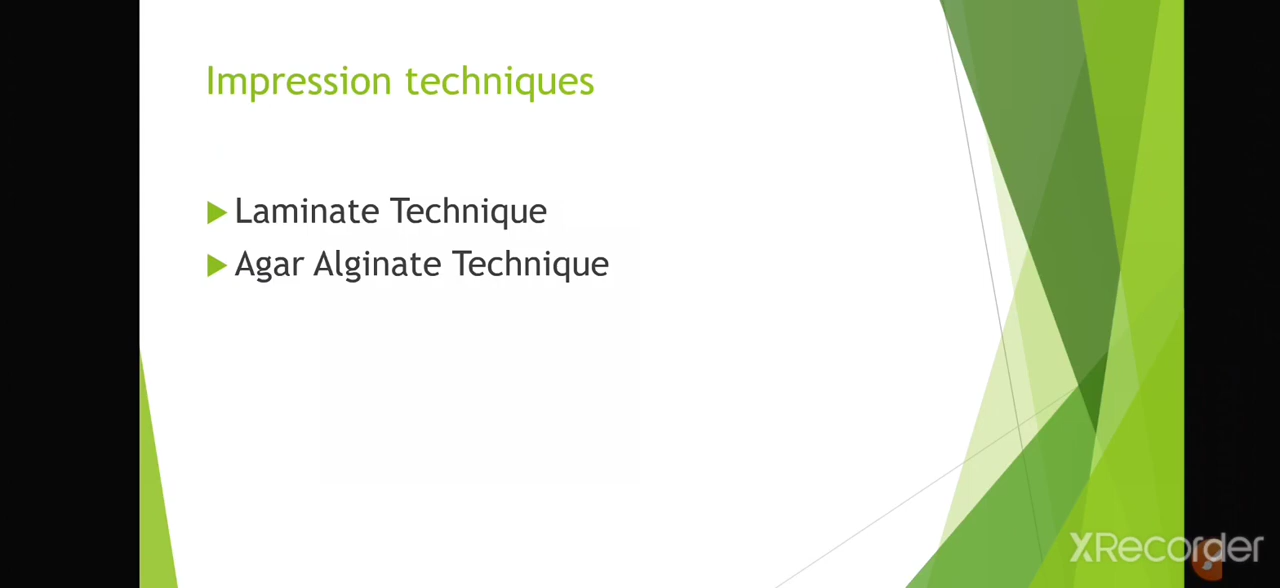 Impression techniques
Laminate Technique
Agar Alginate Technique
XRecorder